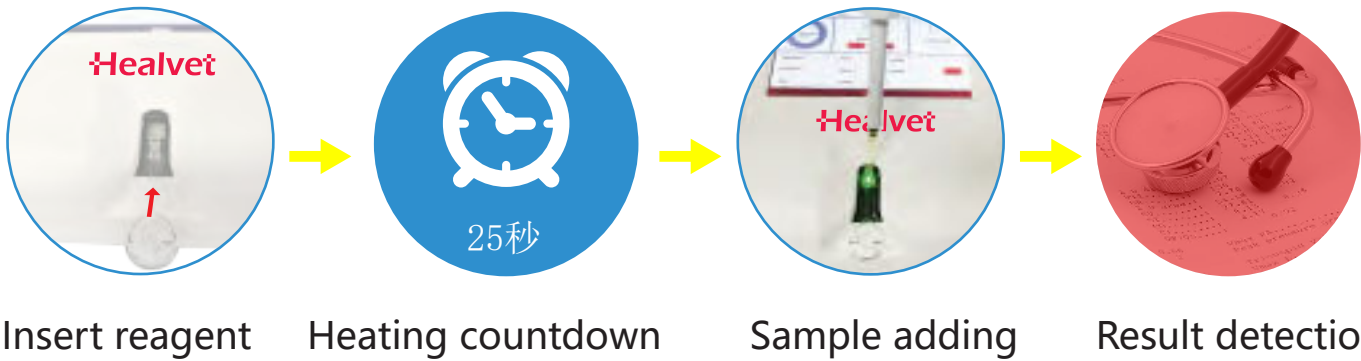 Healvet
25秒
Healvet
Insert reagent
Heating countdown
Sample adding
Result detectio